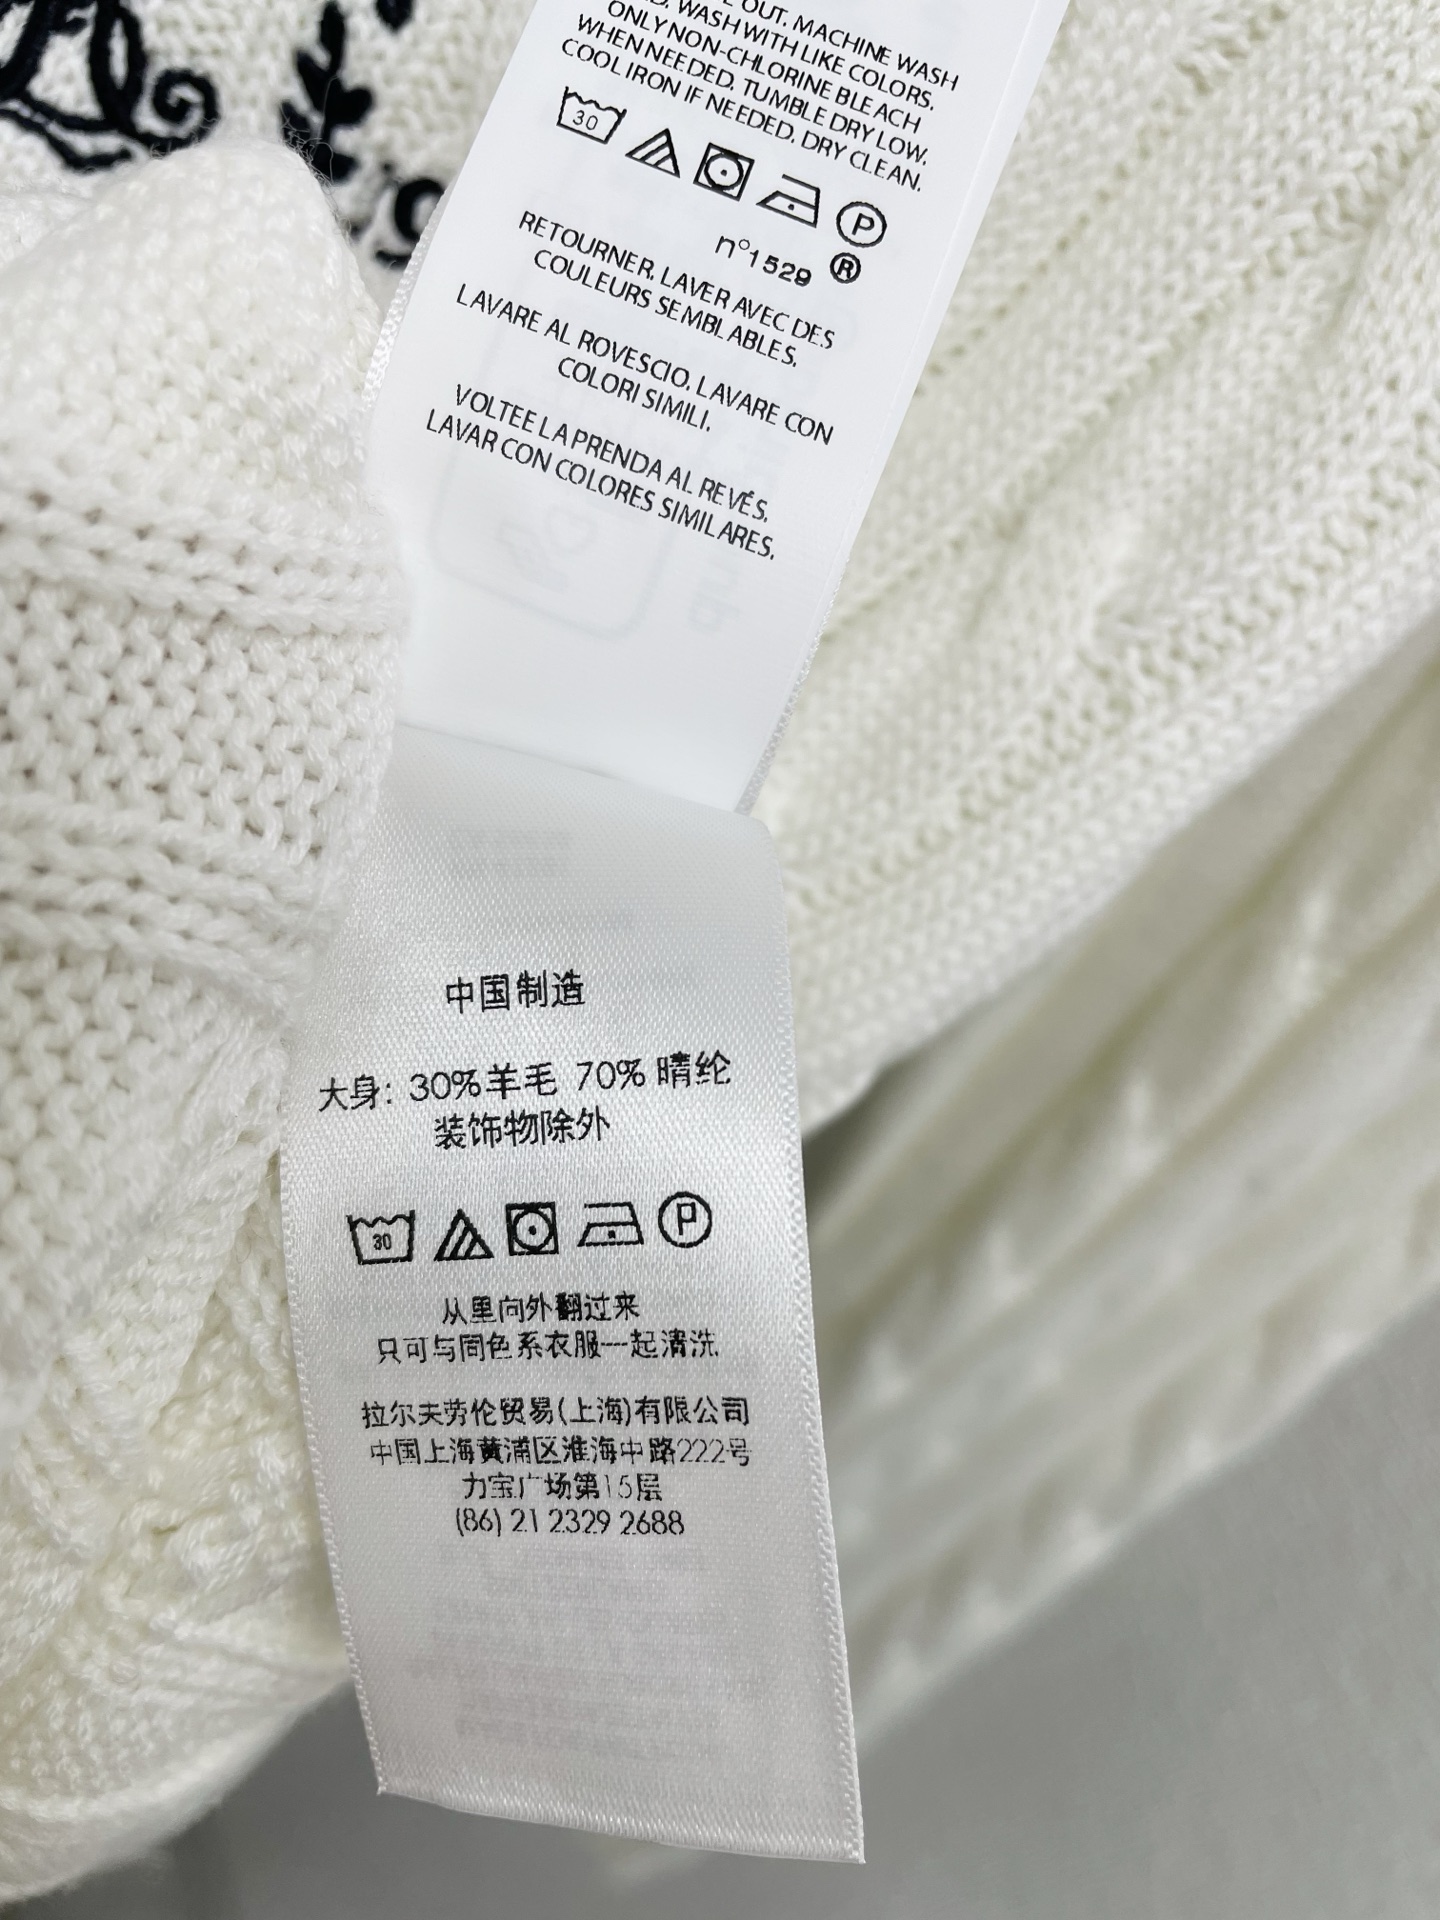 OUT. MACHINE WASH
WASH WITH LIKE COLORS.
ONLY NON-CHLORINE BLEACH
WHEN NEEDED. TUMBLE DRY LOW.
COOL IRON IF NEEDED. DRY CLEAN.
30 P
n°1529 ®
RETOURNER. LAVER AVEC DES
COULEURS SEMBLABLES.
LAVARE AL ROVESCIO. LAVARE CON
COLORI SIMILI.
VOLTEE LA PRENDA AL REVÉS.
LAVAR CON COLORES SIMILARES.
中国制造
大身: 30%羊毛 70% 晴纶
装饰物除外
30 P
从里向外翻过来
只可与同色系衣服一起清洗.
拉尔夫劳伦贸易(上海)有限公司
中国上海黄浦区淮海中路222号
力宝广场第15层
(86) 21 2329 2688